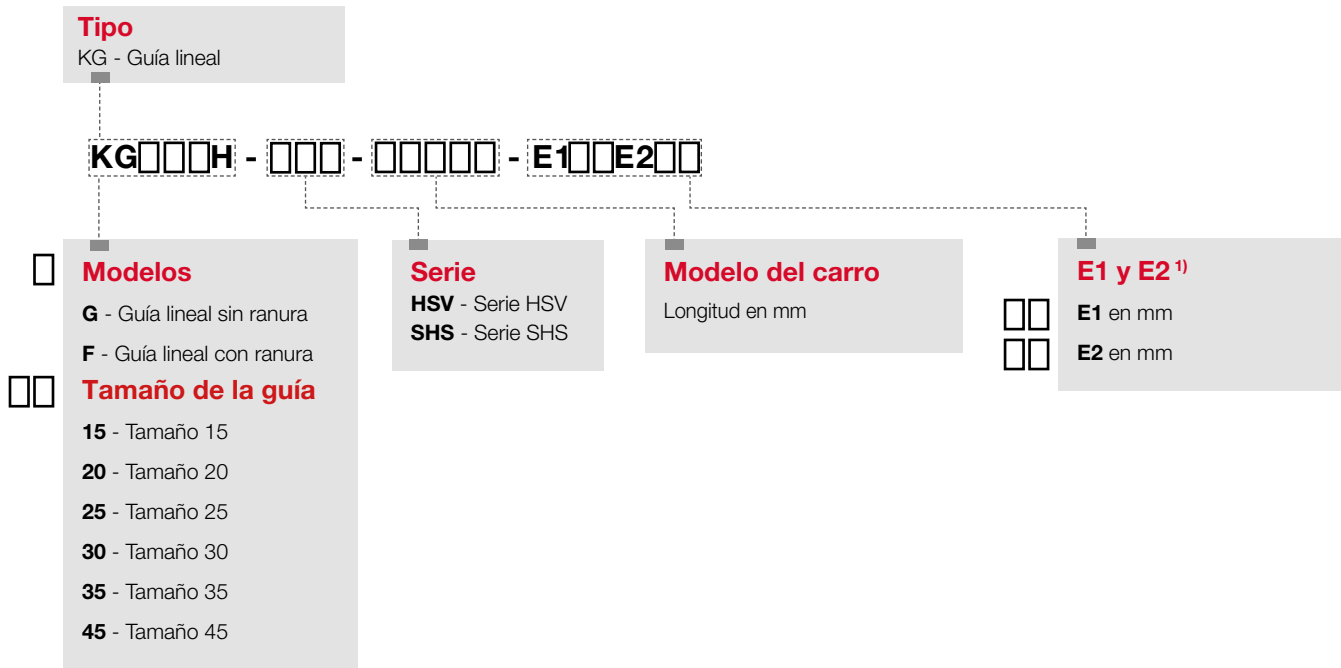 Tipo
KG - Guía lineal
KG□□□H - □□□ - □□□□□ - E1□□E2□□
□ Modelos
G - Guía lineal sin ranura
F - Guía lineal con ranura
□□ Tamaño de la guía
15 - Tamaño 15
20 - Tamaño 20
25 - Tamaño 25
30 - Tamaño 30
35 - Tamaño 35
45 - Tamaño 45
Serie
HSV - Serie HSV
SHS - Serie SHS
Modelo del carro
Longitud en mm
E1 y E2 1)
□□ E1 en mm
□□ E2 en mm